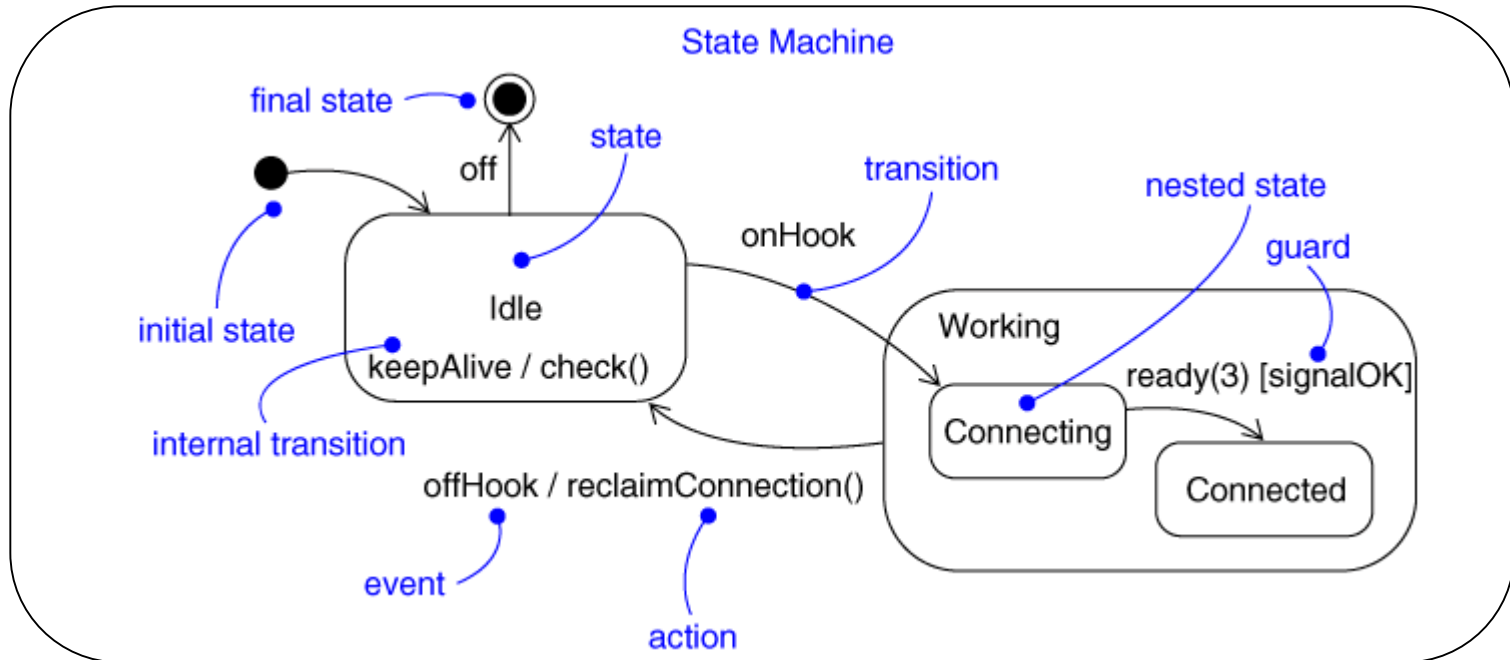 State Machine
final state
state
off
transition
nested state
onHook
guard
Idle
initial state
Working
keepAlive / check()
ready(3) [signalOK]
internal transition
Connecting
offHook / reclaimConnection()
Connected
event
action